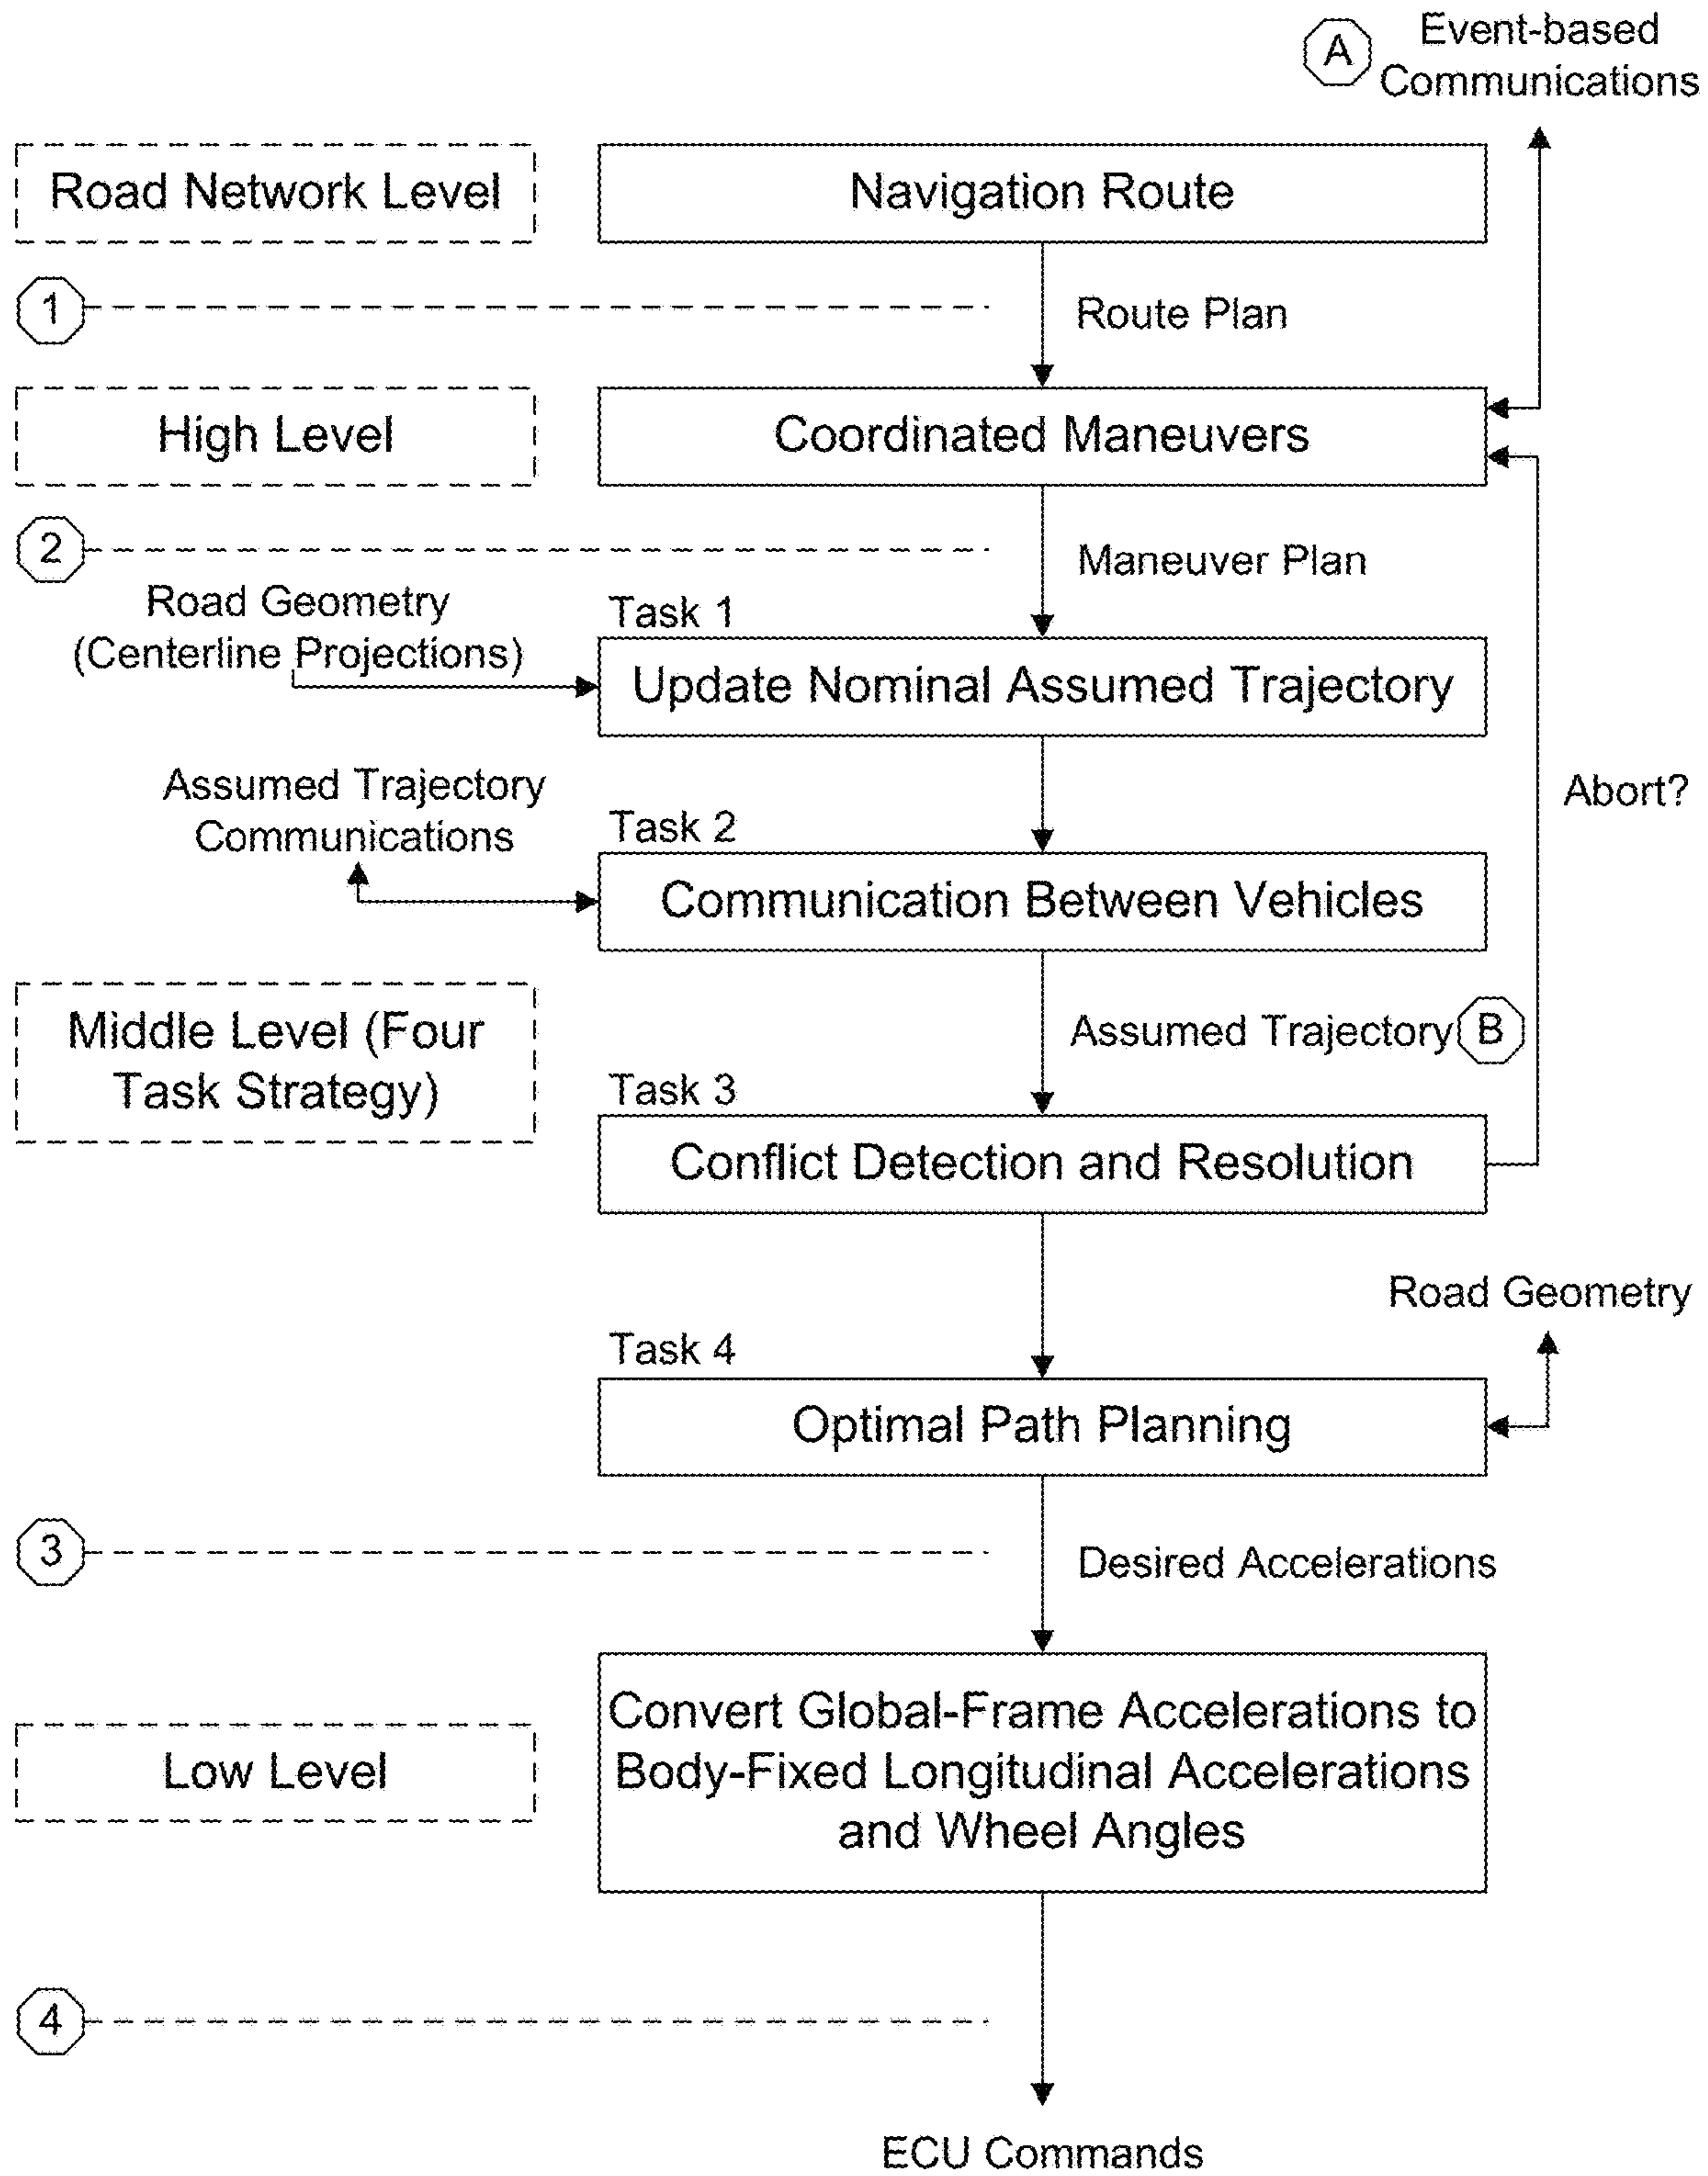 A
Event-based
Communications
Road Network Level
Navigation Route
1
Route Plan
High Level
Coordinated Maneuvers
2
Maneuver Plan
Road Geometry
(Centerline Projections)
Task 1
Update Nominal Assumed Trajectory
Assumed Trajectory
Communications
Abort?
Task 2
Communication Between Vehicles
Middle Level (Four
Task Strategy)
Assumed Trajectory
B
Task 3
Conflict Detection and Resolution
Road Geometry
Task 4
Optimal Path Planning
3
Desired Accelerations
Low Level
Convert Global-Frame Accelerations to
Body-Fixed Longitudinal Accelerations
and Wheel Angles
4
ECU Commands